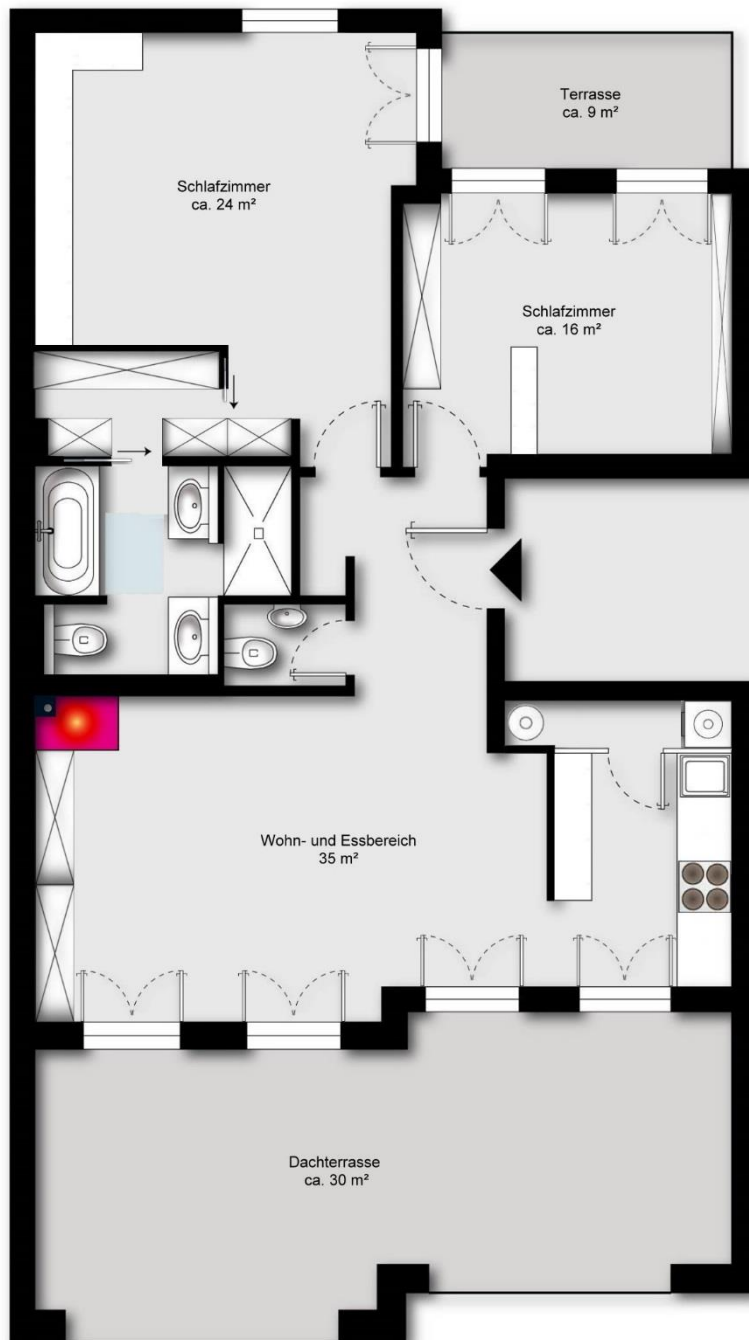 Terrasse
ca. 9 m²
Schlafzimmer
ca. 24 m²
Schlafzimmer
ca. 16 m²
Wohn- und Essbereich
35 m²
Dachterrasse
ca. 30 m²